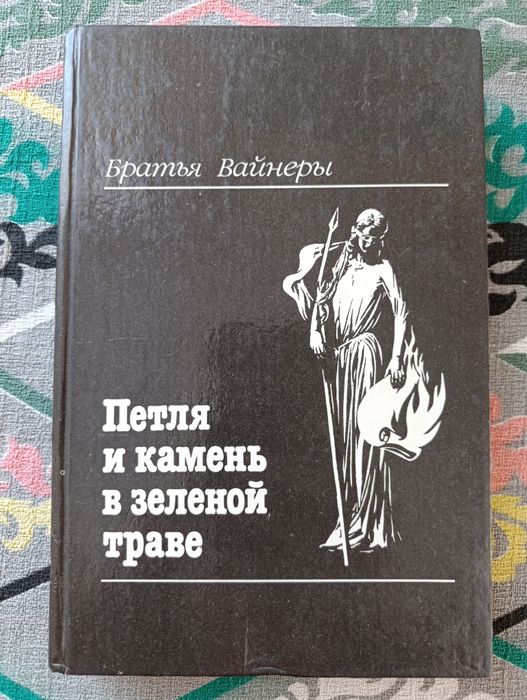 Братья Вайнеры
Петля
и камень
в зеленой
траве